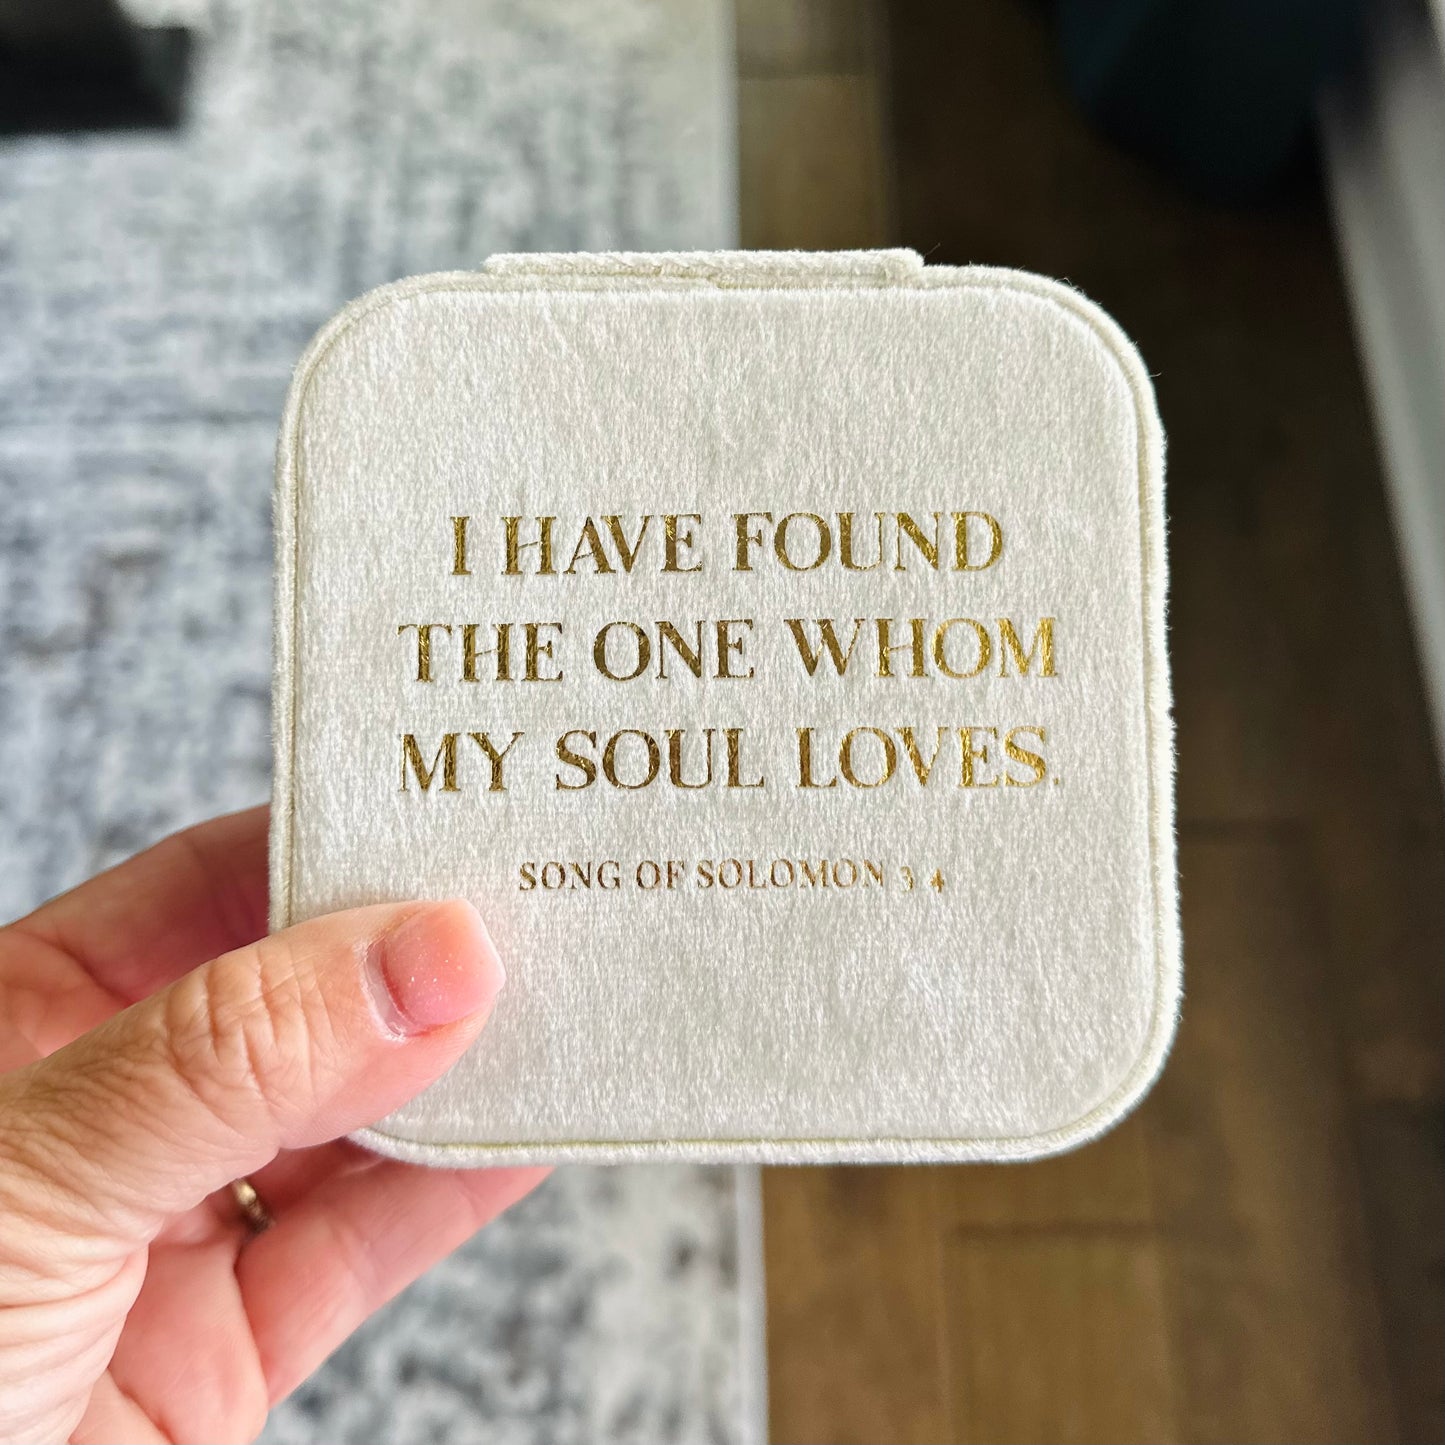 I HAVE FOUND
THE ONE WHOM
MY SOUL LOVES.
SONG OF SOLOMON 3 4